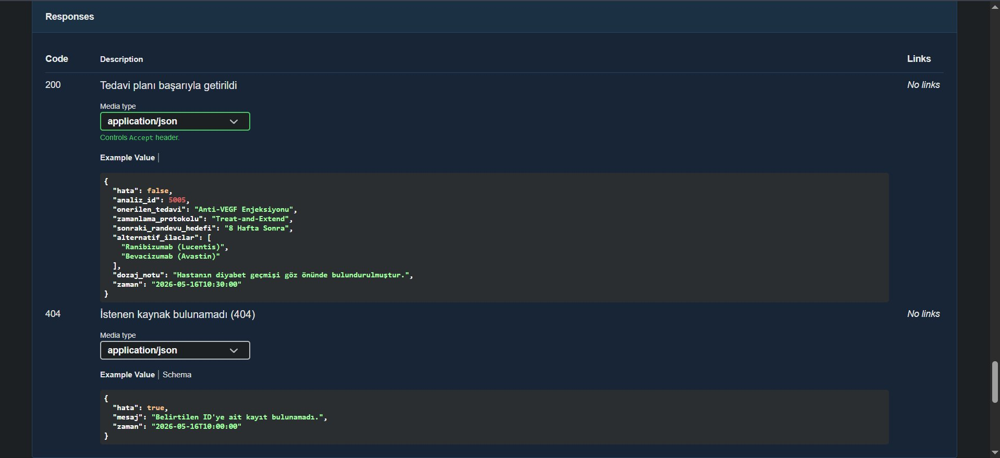 Responses
Code Description Links
200 Tedavi planı başarıyla getirildi No links
Media type
application/json
Controls Accept header.
Example Value
{
  "hata": false,
  "analiz_id": 5005,
  "onerilen_tedavi": "Anti-VEGF Enjeksiyonu",
  "zamanlama_protokolu": "Treat-and-Extend",
  "sonraki_randevu_hedefi": "8 Hafta Sonra",
  "alternatif_ilaclar": [
    "Ranibizumab (Lucentis)",
    "Bevacizumab (Avastin)"
  ],
  "dozaj_notu": "Hastanın diyabet geçmişi göz önünde bulundurulmuştur.",
  "zaman": "2026-05-16T10:30:00"
}
404 İstenen kaynak bulunamadı (404) No links
Media type
application/json
Example Value | Schema
{
  "hata": true,
  "mesaj": "Belirtilen ID'ye ait kayıt bulunamadı.",
  "zaman": "2026-05-16T10:00:00"
}